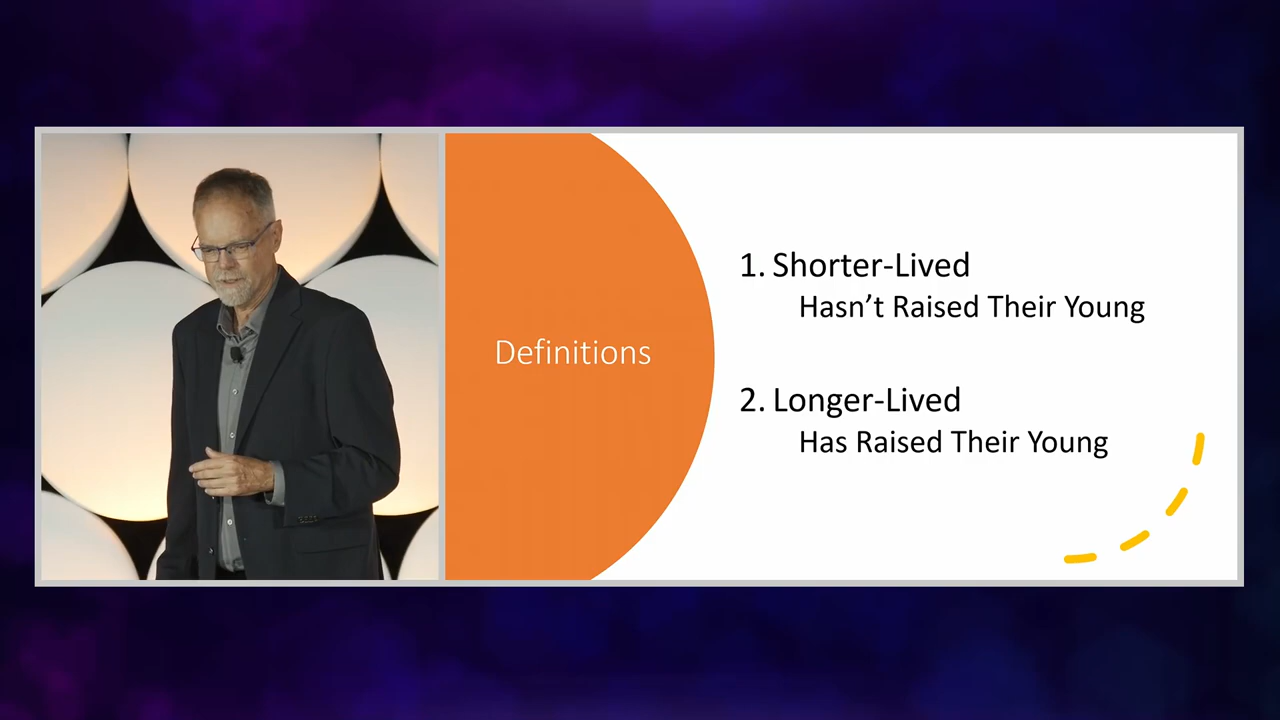 Definitions
1. Shorter-Lived
Hasn’t Raised Their Young
2. Longer-Lived
Has Raised Their Young